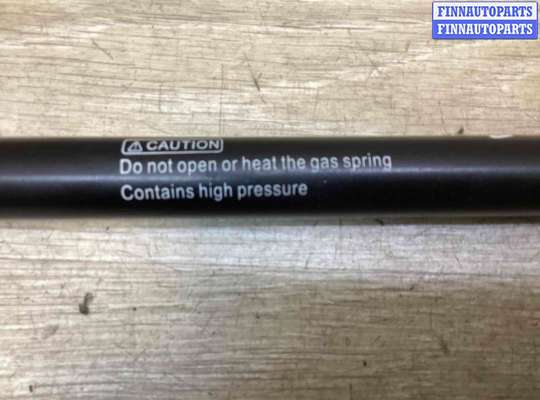 FINNAUTOPARTS
FINNAUTOPARTS
⚠ CAUTION
Do not open or heat the gas spring
Contains high pressure